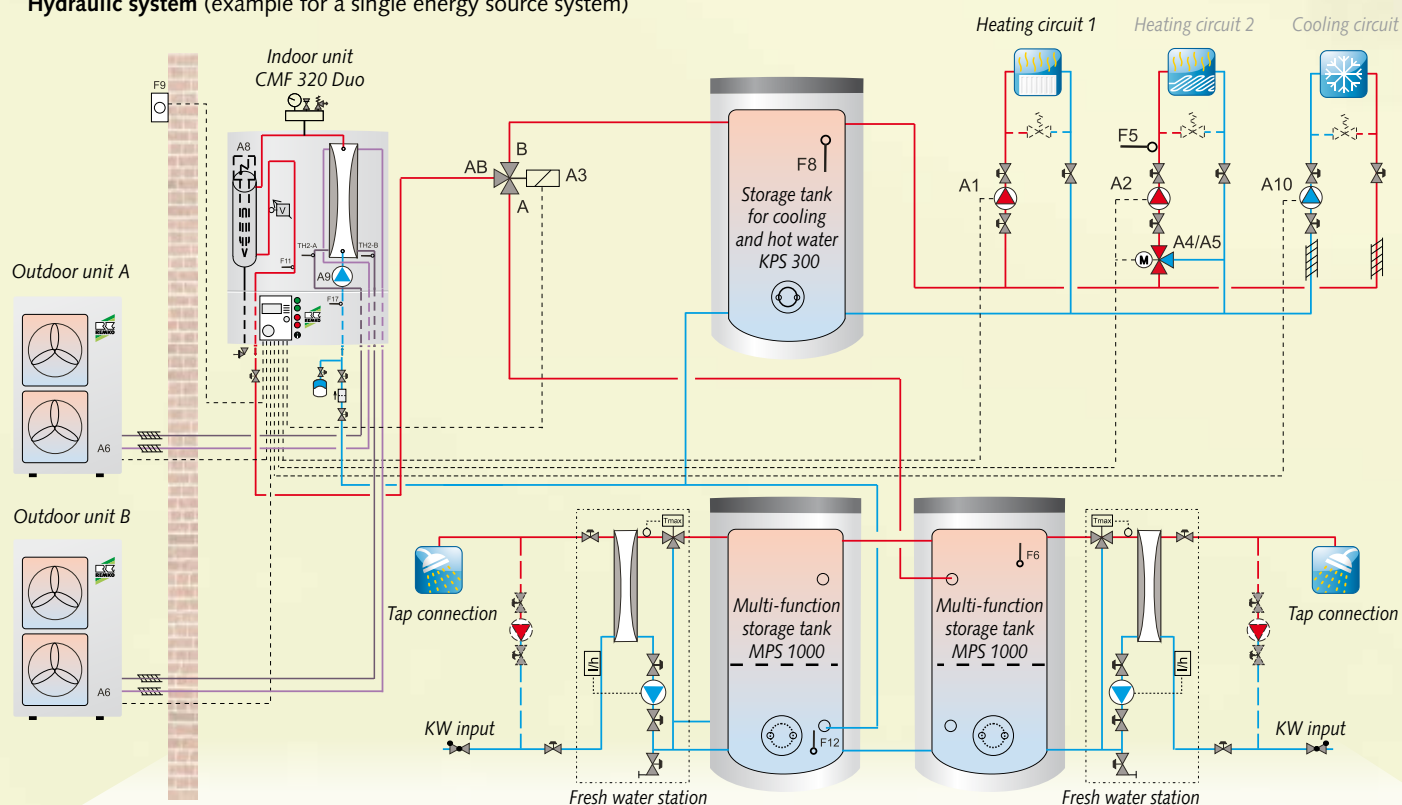 Hydraulic system (example for a single energy source system)
Heating circuit 1
Heating circuit 2
Cooling circuit
Indoor unit
CMF 320 Duo
F9
A8
V
TH2-A
TH2-B
F11
A9
F17
REMKO
B
AB
A3
A
F8
Storage tank
for cooling
and hot water
KPS 300
A1
F5
A2
A10
M
A4/A5
Outdoor unit A
REMKO
A6
Outdoor unit B
REMKO
A6
Tap connection
Tmax
l/h
KW input
Fresh water station
Multi-function
storage tank
MPS 1000
F12
F6
Multi-function
storage tank
MPS 1000
Tmax
l/h
Tap connection
KW input
Fresh water station